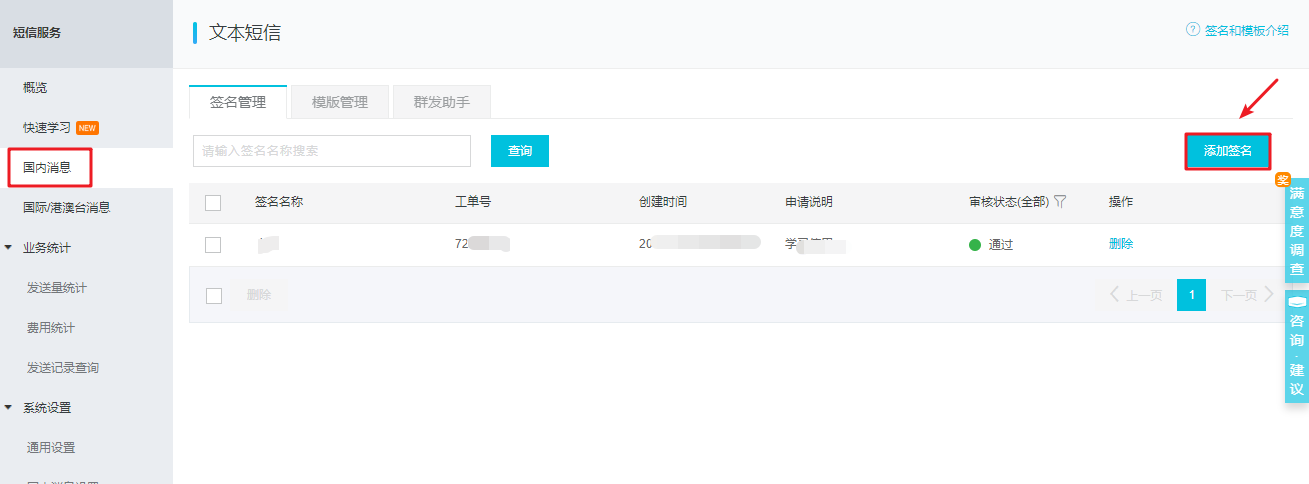 短信服务
概览
快速学习 NEW
国内消息
国际/港澳台消息
业务统计
发送量统计
费用统计
发送记录查询
系统设置
通用设置
文本短信
签名和模板介绍
签名管理 模版管理 群发助手
请输入签名名称搜索 查询 添加签名
签名名称 工单号 创建时间 申请说明 审核状态(全部) 操作
72 20 通过 删除
删除 上一页 1 下一页
奖
满意度调查
咨询·建议